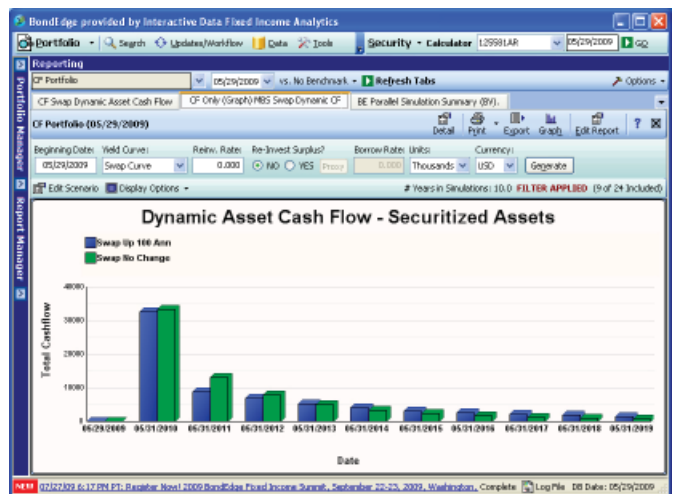 BondEdge provided by Interactive Data Fixed Income Analytics
Portfolio Search Updates/Workflow Data Tools Security - Calculator 12558LAR 05/29/2009 GO
Reporting
CF Portfolio 05/29/2009 vs. No Benchmark Refresh Tabs Options
CF Swap Dynamic Asset Cash Flow CF Only (Graph) MBS Swap Dynamic CF BE Parallel Simulation Summary (BV).
CF Portfolio (05/29/2009) Detail Print Export Graph Edit Report ?
Beginning Date: Yield Curve: Reinv. Rate: Re-Invest Surplus? Borrow Rate: Units: Currency:
05/29/2009 Swap Curve 0.000 NO YES Proxy 0.000 Thousands USD Generate
Edit Scenario Display Options # Years in Simulations: 10.0 FILTER APPLIED (9 of 24 Included)
Portfolio Manager
Report Manager
Dynamic Asset Cash Flow - Securitized Assets
Swap Up 100 Ann
Swap No Change
Total Cashflow
40000
30000
20000
10000
0
05/29/2009 05/31/2010 05/31/2011 05/31/2012 05/31/2013 05/31/2014 05/31/2015 05/31/2016 05/31/2017 05/31/2018 05/31/2019
Date
NEW 07/27/09 6:17 PM PT: Register Now! 2009 BondEdge Fixed Income Summit, September 22-23, 2009, Washington, Complete Log File DB Date: 05/29/2009